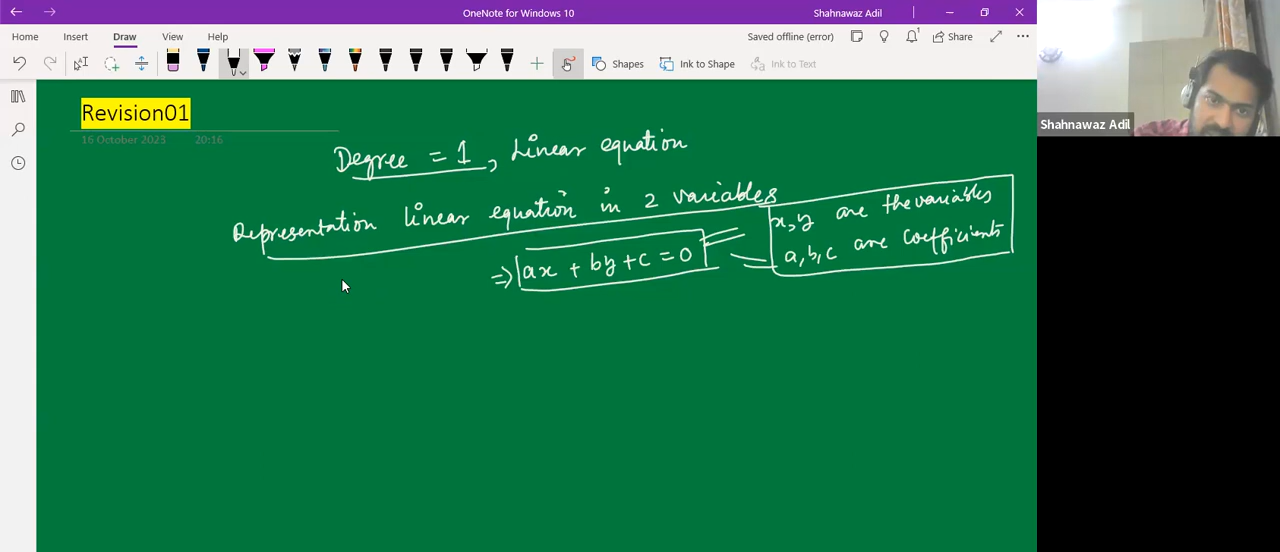 OneNote for Windows 10
Shahnawaz Adil
Home Insert Draw View Help
Saved offline (error)
Share
Shapes
Ink to Shape
Ink to Text
Revision01
16 October 2023 20:16
Degree = 1, Linear equation
Representation linear equation in 2 variables
⇒ ax + by + c = 0
x, y are the variables
a, b, c are coefficients
Shahnawaz Adil